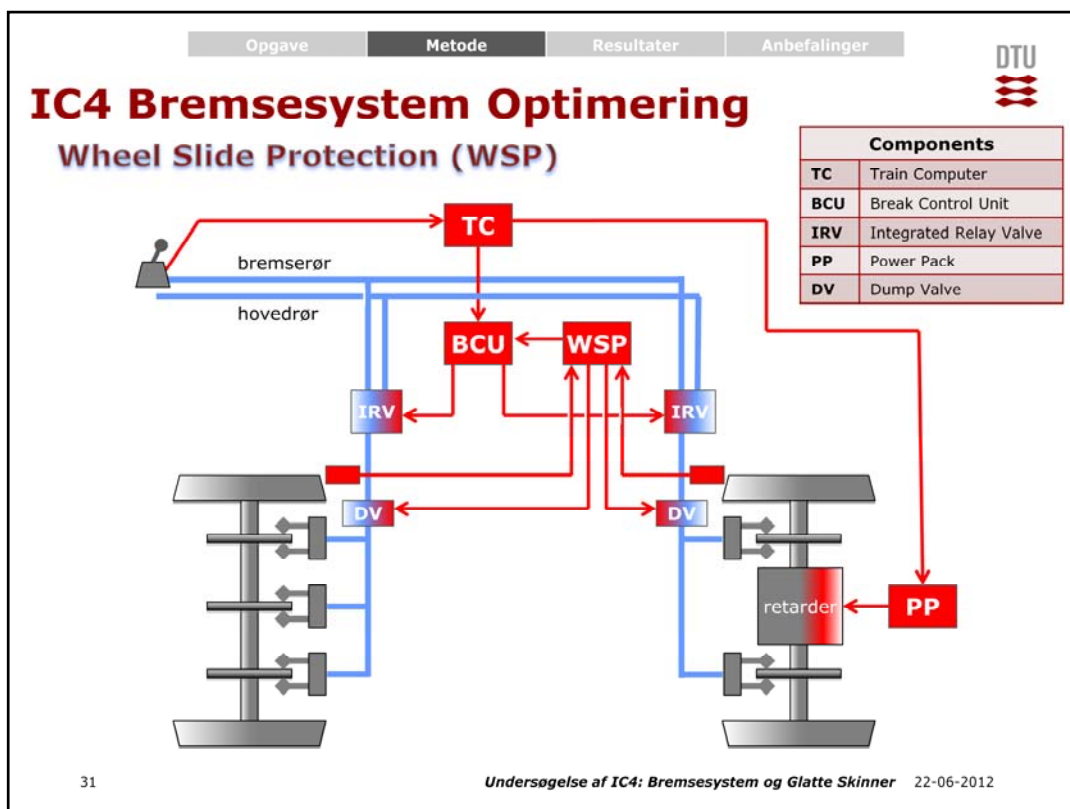 Opgave Metode Resultater Anbefalinger
DTU
IC4 Bremsesystem Optimering
Wheel Slide Protection (WSP)
Components
TC Train Computer
BCU Break Control Unit
IRV Integrated Relay Valve
PP Power Pack
DV Dump Valve
TC
bremserør
hovedrør
BCU WSP
IRV IRV
DV DV
retarder PP
31 Undersøgelse af IC4: Bremsesystem og Glatte Skinner 22-06-2012